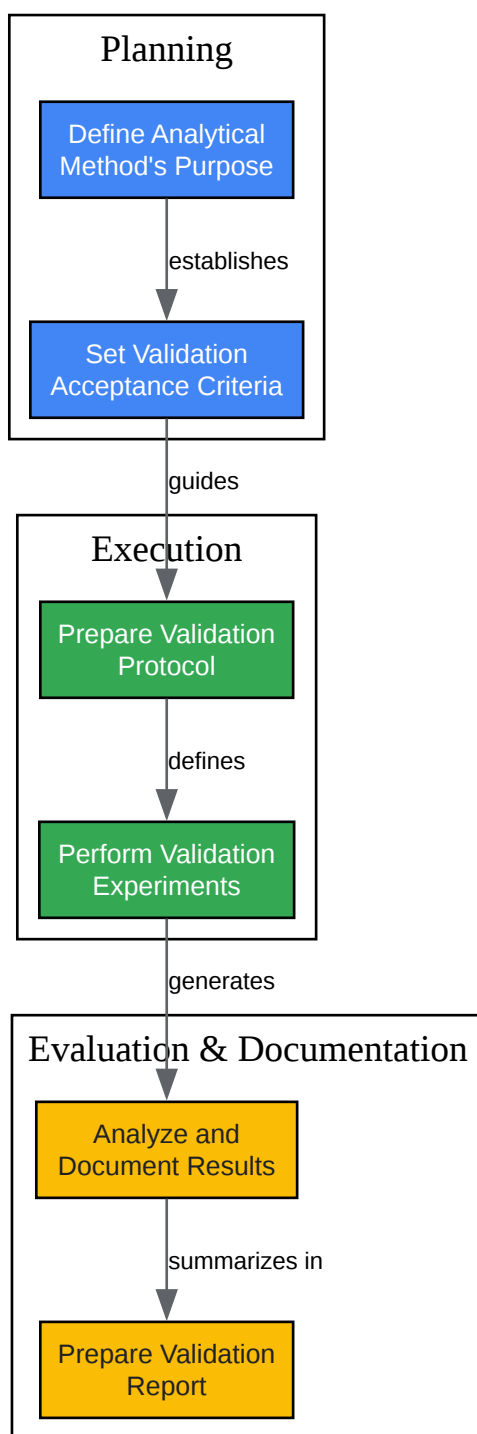 Planning
Define Analytical
Method's Purpose
establishes
Set Validation
Acceptance Criteria
guides
Execution
Prepare Validation
Protocol
defines
Perform Validation
Experiments
generates
Evaluation & Documentation
Analyze and
Document Results
summarizes in
Prepare Validation
Report